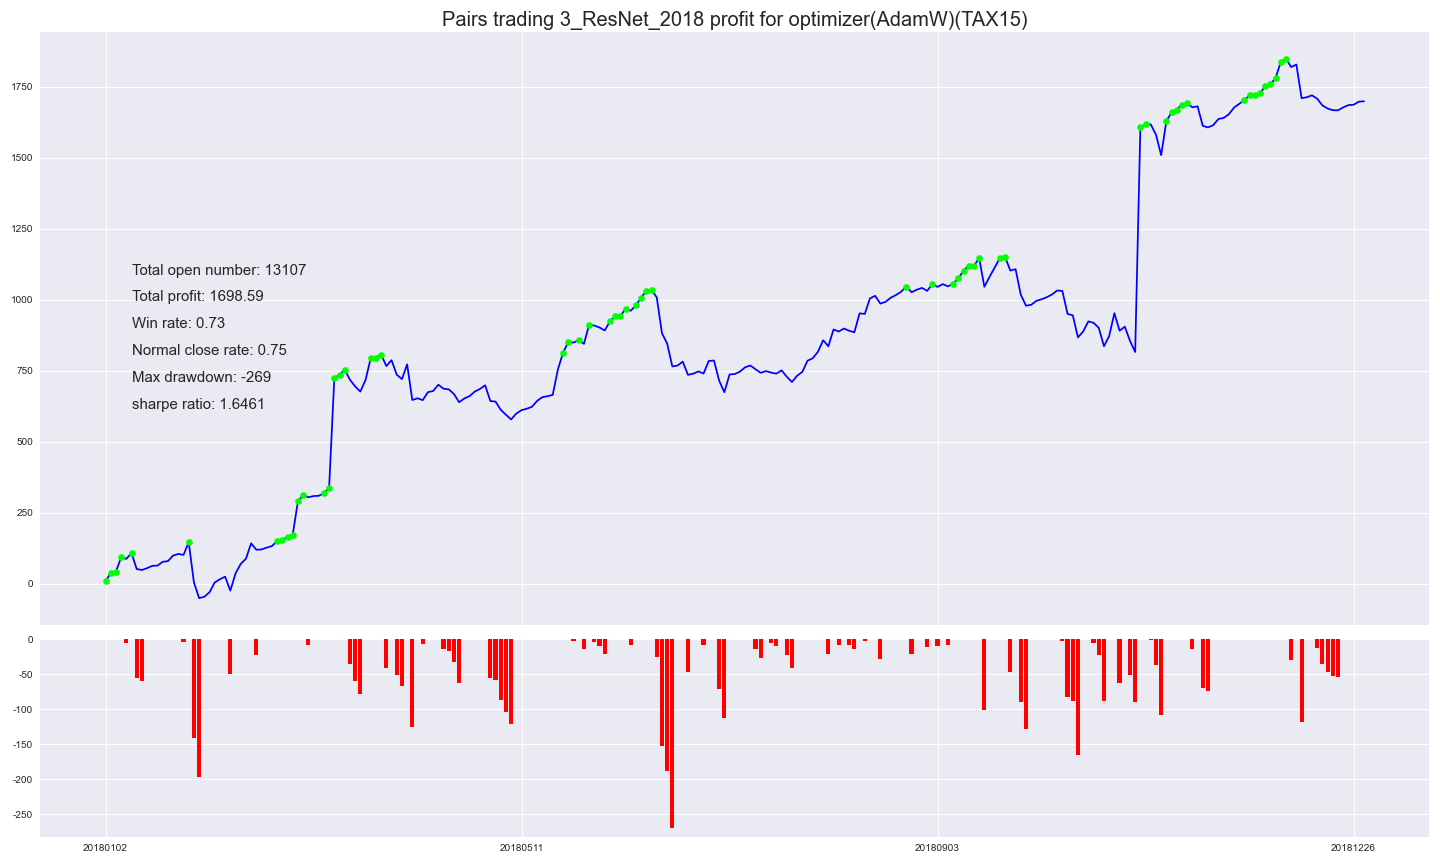 Pairs trading 3_ResNet_2018 profit for optimizer(AdamW)(TAX15)
1750
1500
1250
Total open number: 13107
Total profit: 1698.59
1000
Win rate: 0.73
Normal close rate: 0.75
750
Max drawdown: -269
sharpe ratio: 1.6461
500
250
0
0
-50
-100
-150
-200
-250
20180102 20180511 20180903 20181226